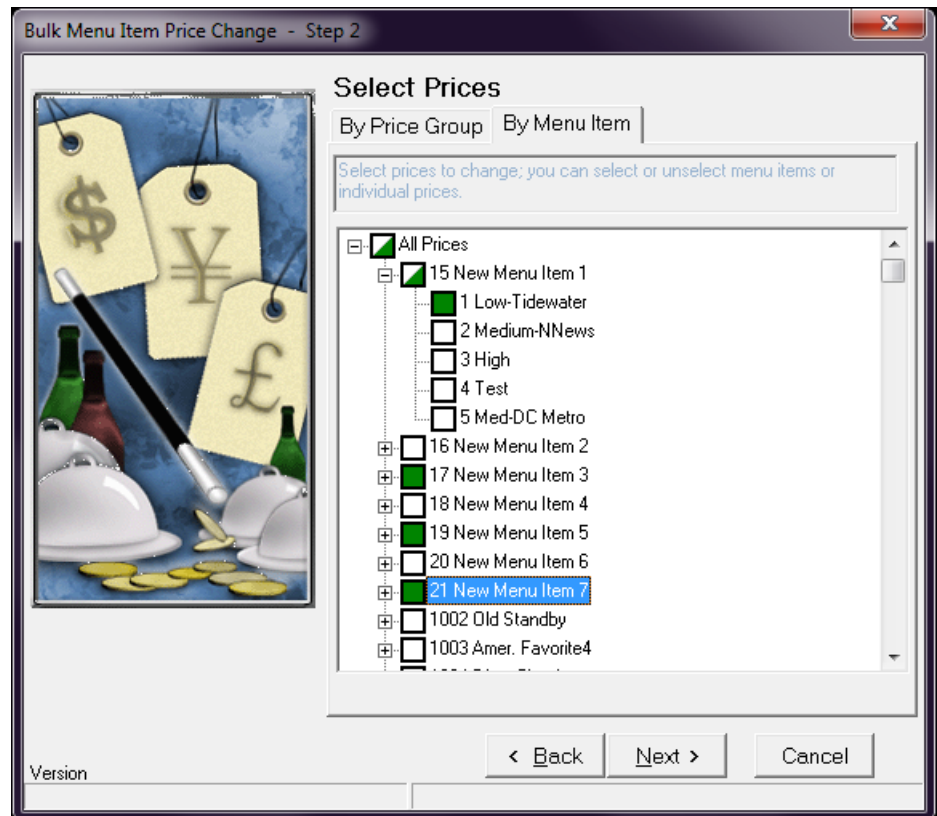 Bulk Menu Item Price Change - Step 2
x
Select Prices
By Price Group By Menu Item
Select prices to change; you can select or unselect menu items or
individual prices.
All Prices
15 New Menu Item 1
1 Low-Tidewater
2 Medium-NNews
3 High
4 Test
5 Med-DC Metro
16 New Menu Item 2
17 New Menu Item 3
18 New Menu Item 4
19 New Menu Item 5
20 New Menu Item 6
21 New Menu Item 7
1002 Old Standby
1003 Amer. Favorite4
$
¥
£
< Back Next > Cancel
Version